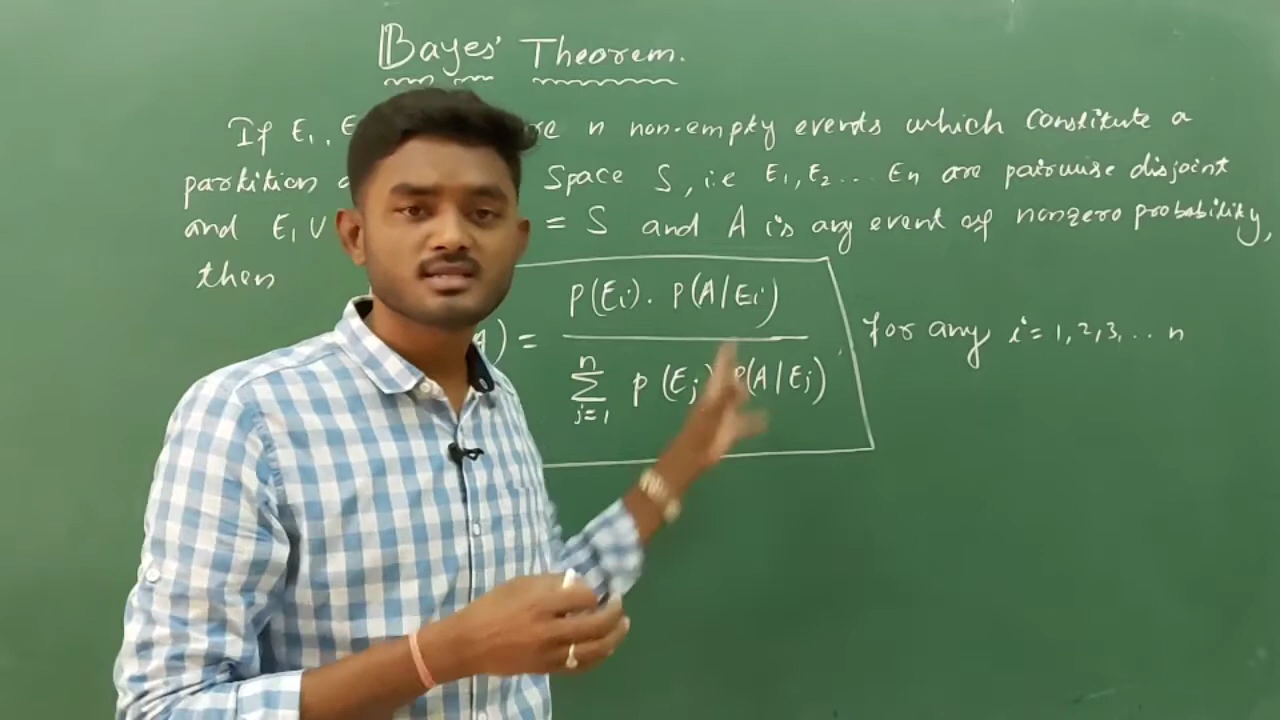 Bayes' Theorem.
If E1, n non-empty events which constitute a
partition Space S, i.e E1, E2 ... En are pairwise disjoint
and E1 ∪ = S and A is any event of nonzero probability,
then
) = P(Ei) . P(A/Ei) for any i = 1, 2, 3, ... n
n
∑ P(Ej) P(A/Ej)
j=1